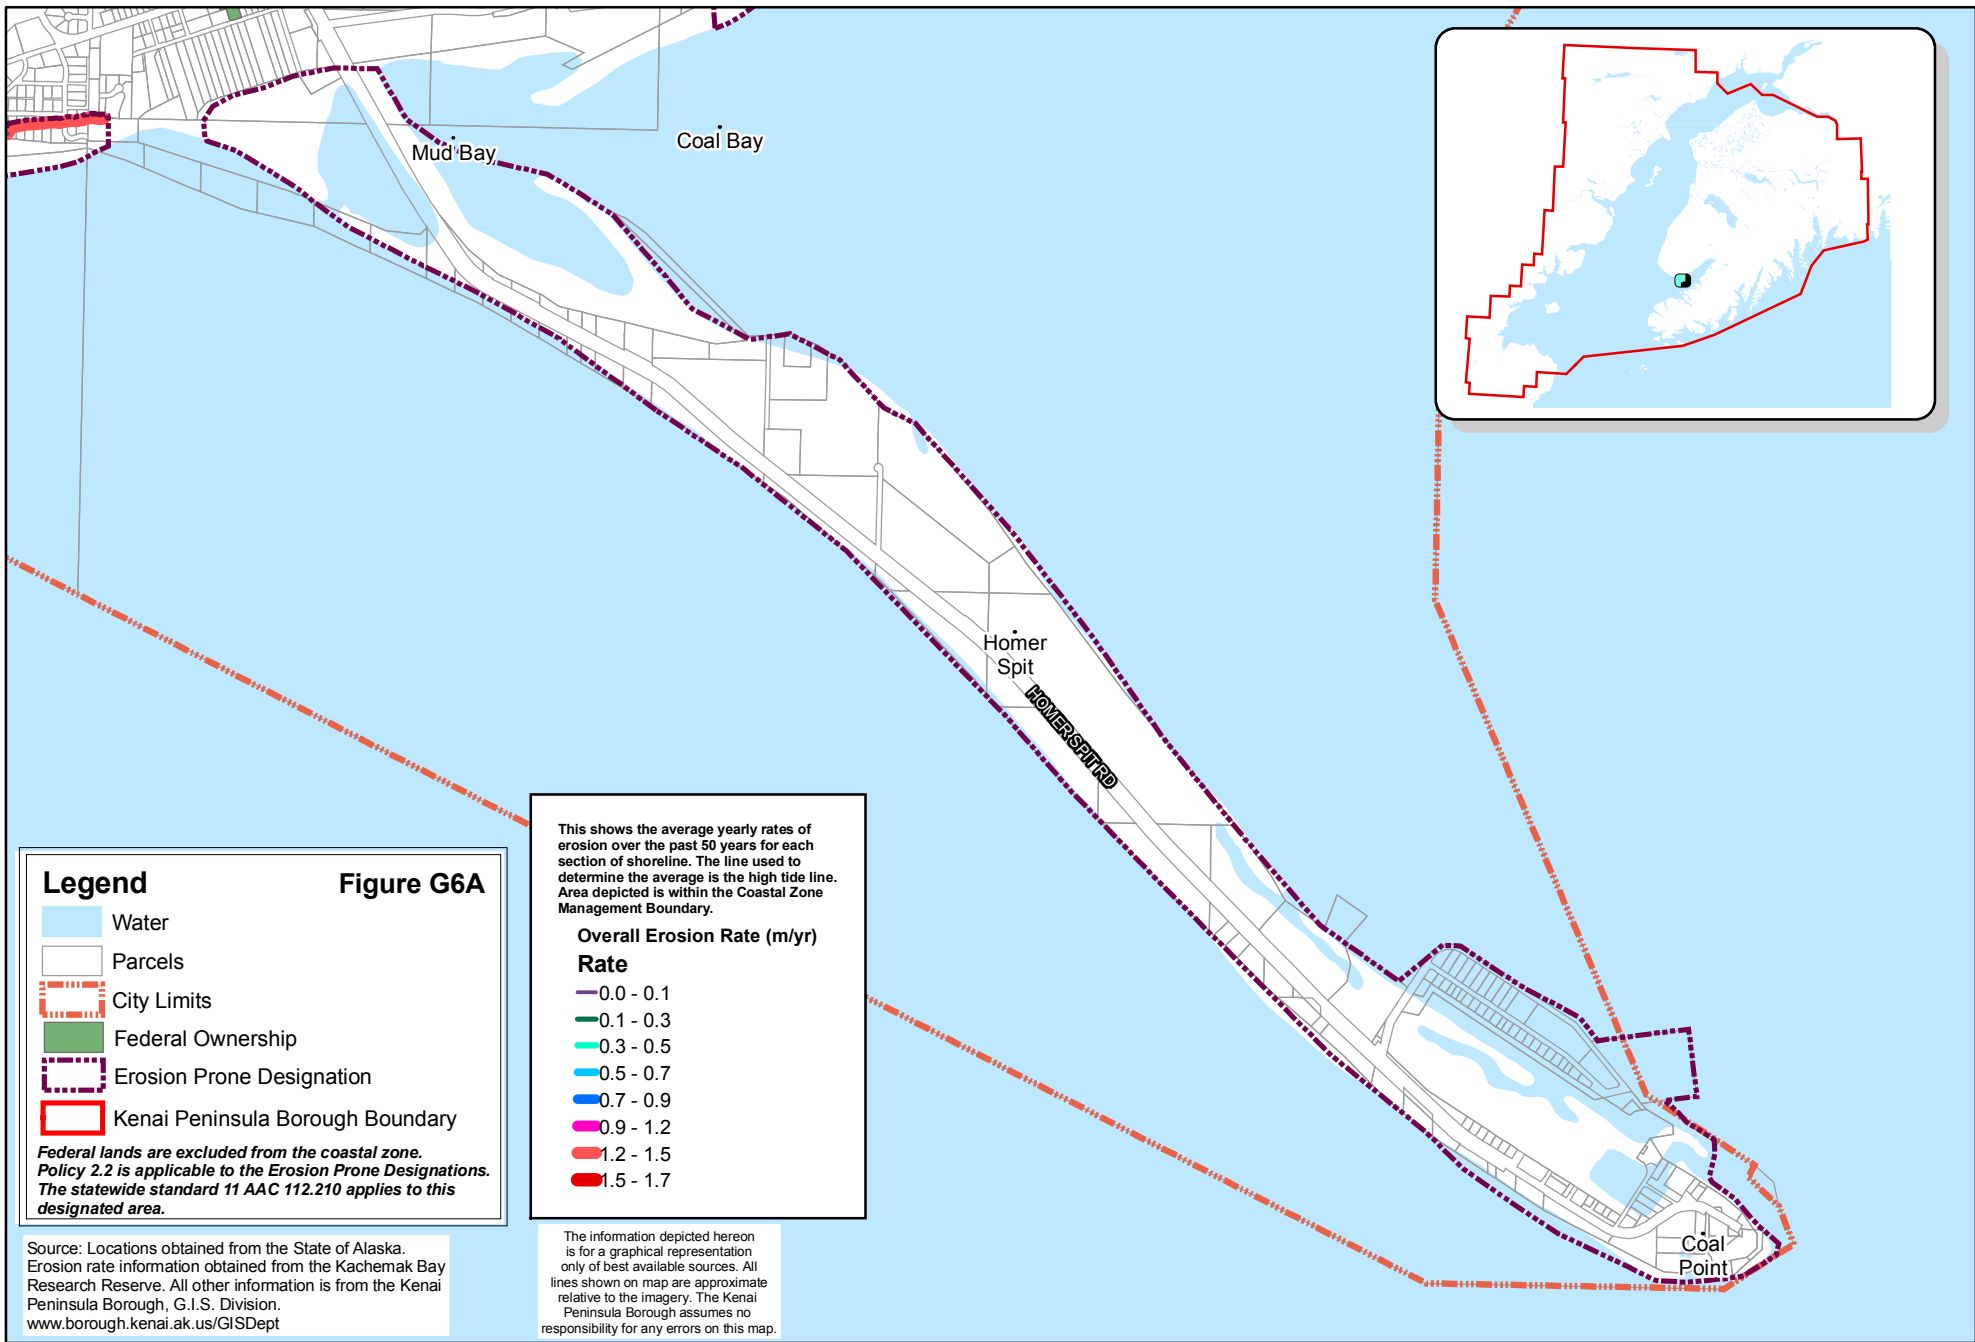 Mud Bay
Coal Bay
Homer
Spit
HOMER SPIT RD
Coal
Point
Legend
Figure G6A
Water
Parcels
City Limits
Federal Ownership
Erosion Prone Designation
Kenai Peninsula Borough Boundary
Federal lands are excluded from the coastal zone.
Policy 2.2 is applicable to the Erosion Prone Designations.
The statewide standard 11 AAC 112.210 applies to this
designated area.
Source: Locations obtained from the State of Alaska.
Erosion rate information obtained from the Kachemak Bay
Research Reserve. All other information is from the Kenai
Peninsula Borough, G.I.S. Division.
www.borough.kenai.ak.us/GISDept
This shows the average yearly rates of
erosion over the past 50 years for each
section of shoreline. The line used to
determine the average is the high tide line.
Area depicted is within the Coastal Zone
Management Boundary.
Overall Erosion Rate (m/yr)
Rate
0.0 - 0.1
0.1 - 0.3
0.3 - 0.5
0.5 - 0.7
0.7 - 0.9
0.9 - 1.2
1.2 - 1.5
1.5 - 1.7
The information depicted hereon
is for a graphical representation
only of best available sources. All
lines shown on map are approximate
relative to the imagery. The Kenai
Peninsula Borough assumes no
responsibility for any errors on this map.